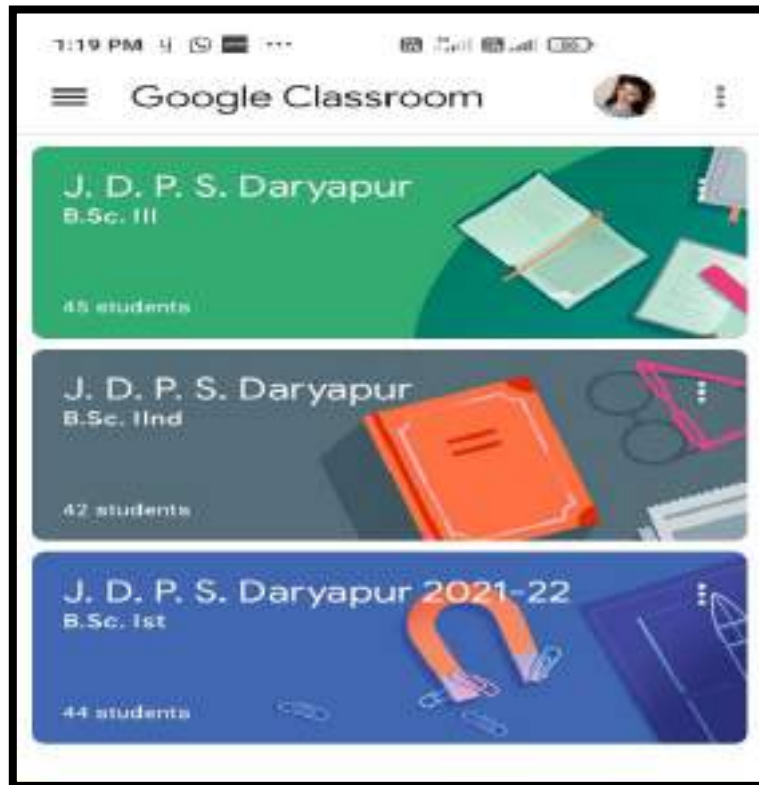 1:19 PM
Google Classroom
J. D. P. S. Daryapur
B.Sc. III
45 students
J. D. P. S. Daryapur
B.Sc. IInd
42 students
J. D. P. S. Daryapur 2021-22
B.Sc. Ist
44 students